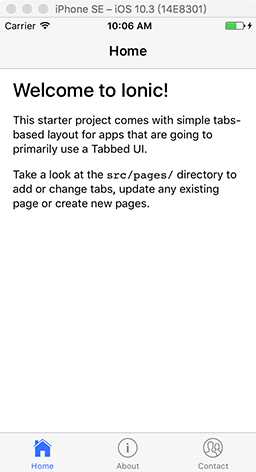 iPhone SE – iOS 10.3 (14E8301)
Carrier 10:06 AM
Home
Welcome to Ionic!
This starter project comes with simple tabs-
based layout for apps that are going to
primarily use a Tabbed UI.
Take a look at the src/pages/ directory to
add or change tabs, update any existing
page or create new pages.
Home About Contact